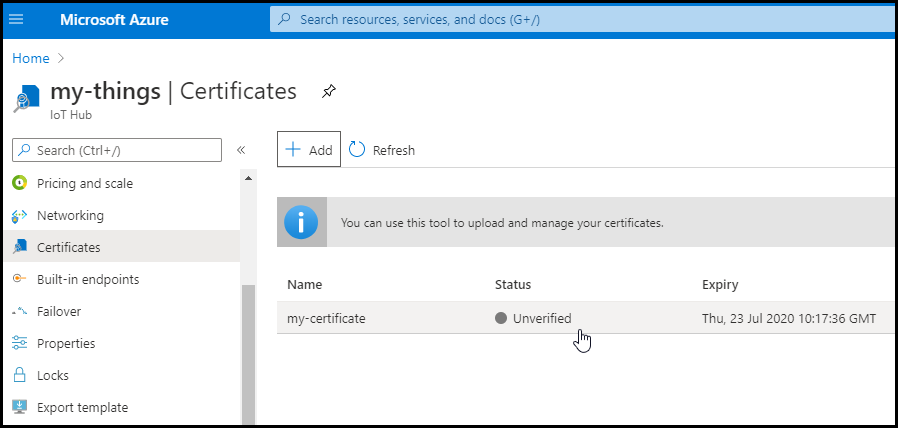 Microsoft Azure
Search resources, services, and docs (G+/)
Home >
my-things | Certificates
IoT Hub
Search (Ctrl+/)
«
Add
Refresh
Pricing and scale
Networking
Certificates
Built-in endpoints
Failover
Properties
Locks
Export template
You can use this tool to upload and manage your certificates.
Name Status Expiry
my-certificate Unverified Thu, 23 Jul 2020 10:17:36 GMT